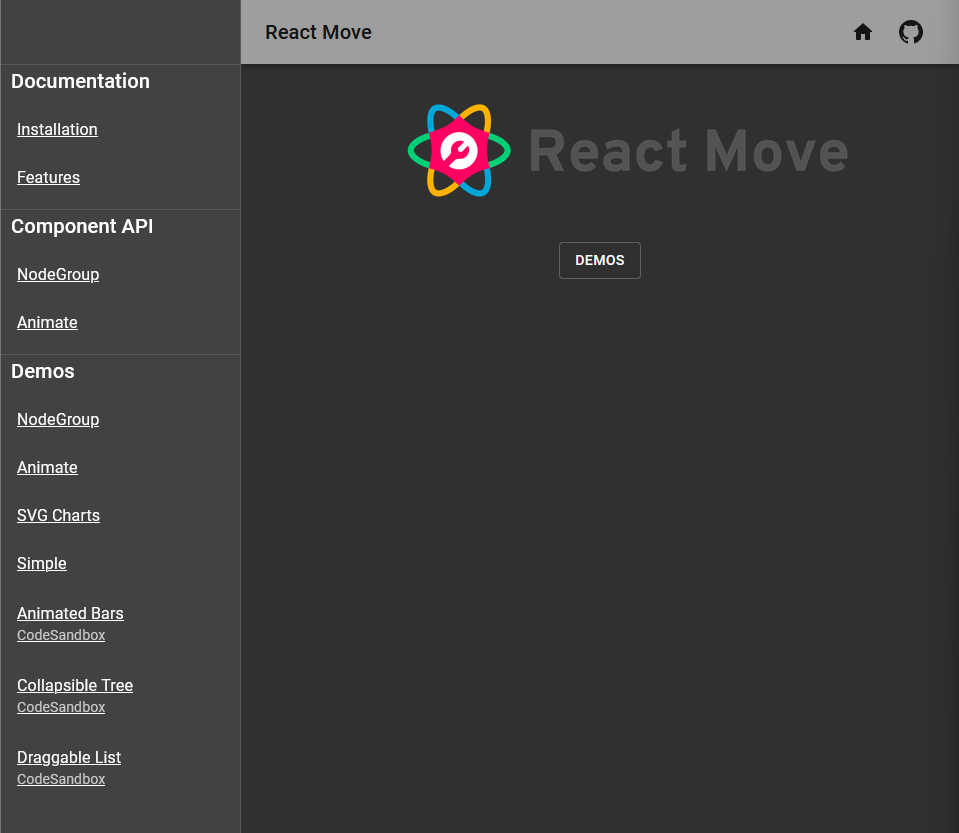 React Move
Documentation
Installation
Features
Component API
NodeGroup
Animate
Demos
NodeGroup
Animate
SVG Charts
Simple
Animated Bars
CodeSandbox
Collapsible Tree
CodeSandbox
Draggable List
CodeSandbox
React Move
DEMOS